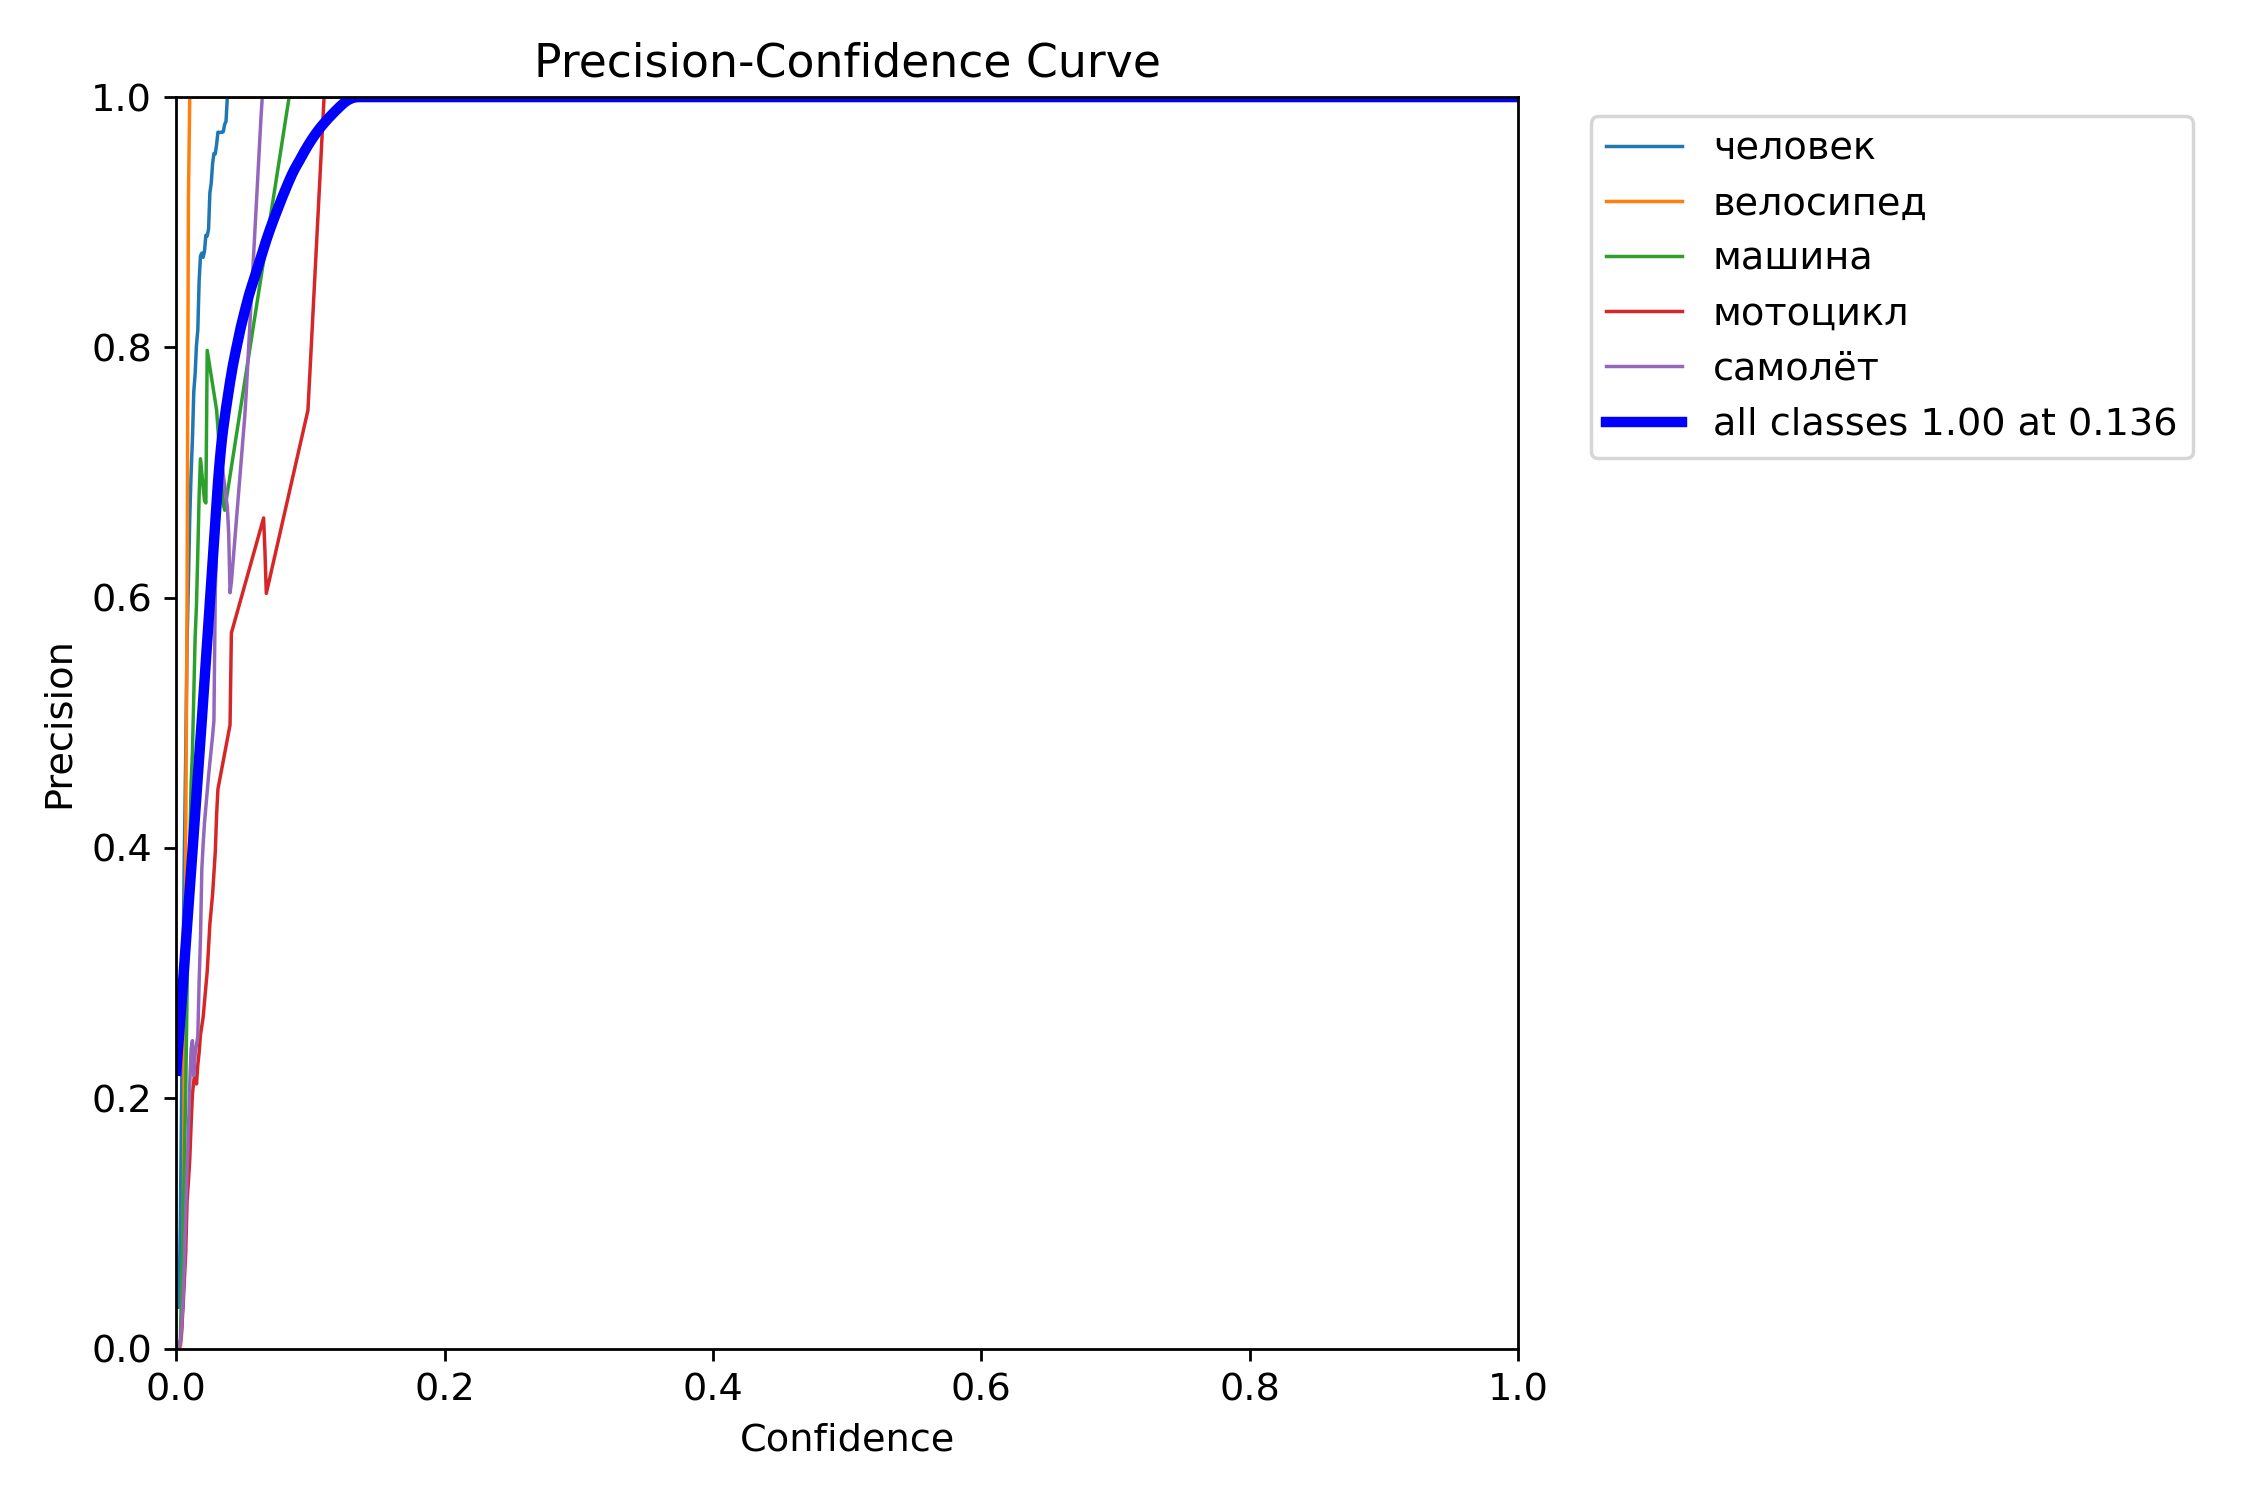 Precision-Confidence Curve
1.0
0.8
0.6
0.4
0.2
0.0
Precision
0.0 0.2 0.4 0.6 0.8 1.0
Confidence
человек
велосипед
машина
мотоцикл
самолёт
all classes 1.00 at 0.136